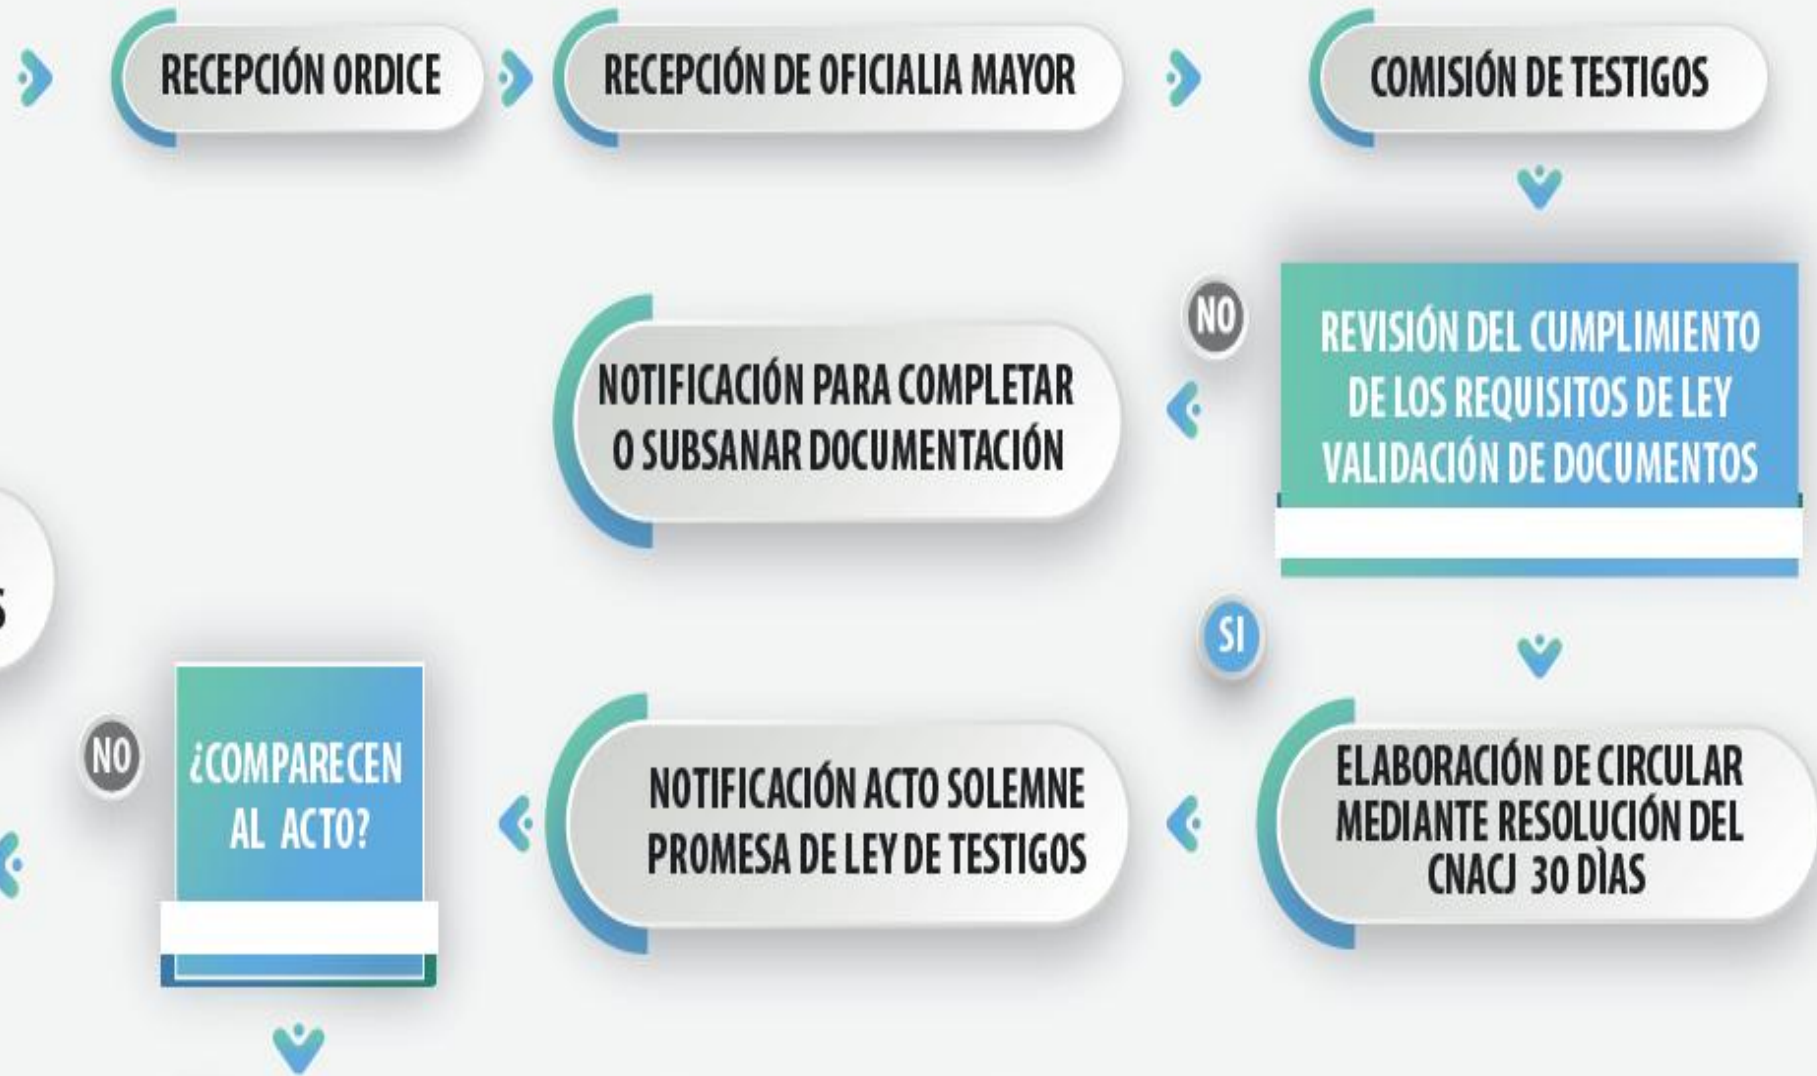 RECEPCIÓN ORDICE
RECEPCIÓN DE OFICIALIA MAYOR
COMISIÓN DE TESTIGOS
NO
REVISIÓN DEL CUMPLIMIENTO
DE LOS REQUISITOS DE LEY
VALIDACIÓN DE DOCUMENTOS
NOTIFICACIÓN PARA COMPLETAR
O SUBSANAR DOCUMENTACIÓN
SI
ELABORACIÓN DE CIRCULAR
MEDIANTE RESOLUCIÓN DEL
CNACJ 30 DÌAS
NOTIFICACIÓN ACTO SOLEMNE
PROMESA DE LEY DE TESTIGOS
¿COMPARECEN
AL ACTO?
NO